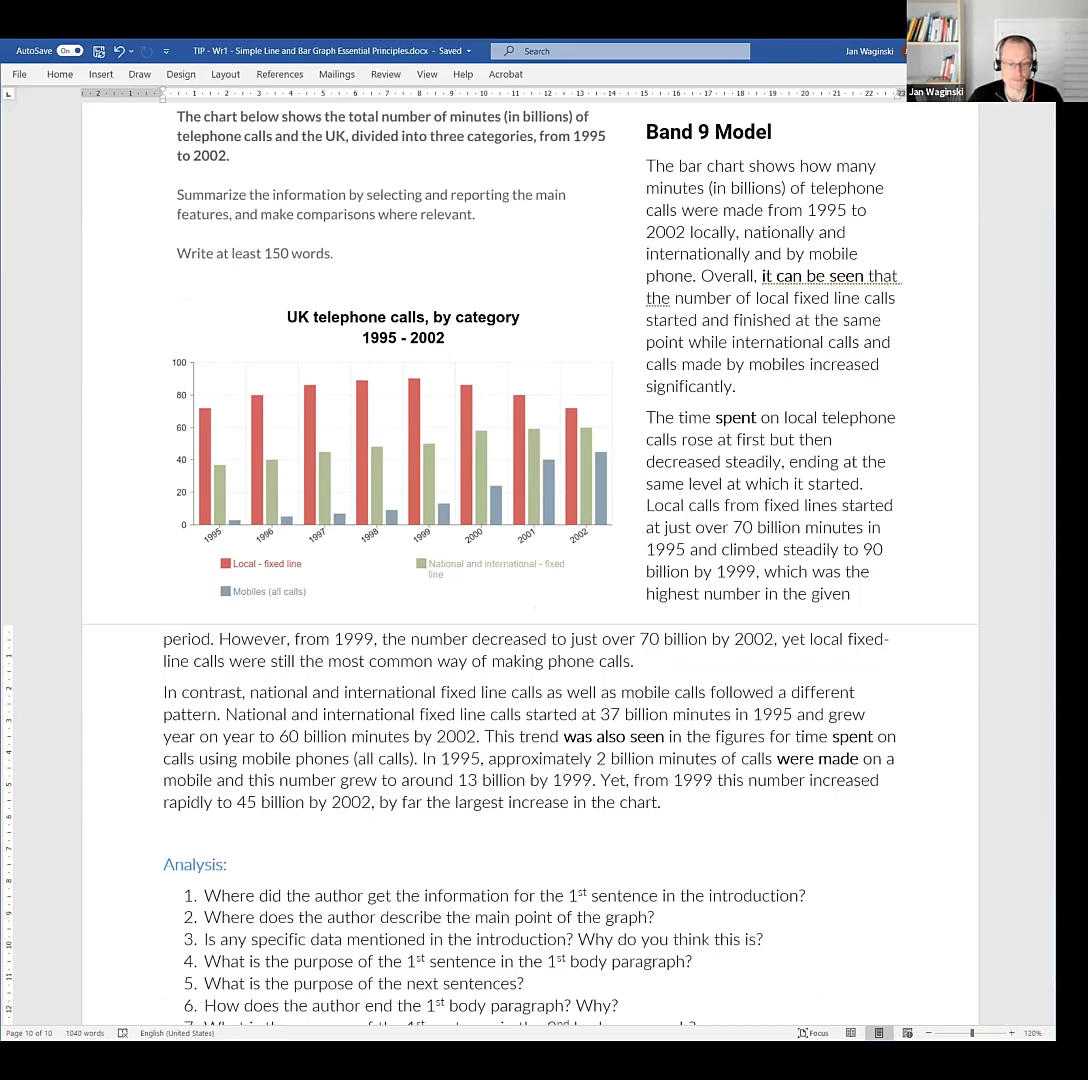 AutoSave On TIP - Wr1 - Simple Line and Bar Graph Essential Principles.docx - Saved Search Jan Waginski
File Home Insert Draw Design Layout References Mailings Review View Help Acrobat
Jan Waginski
The chart below shows the total number of minutes (in billions) of
telephone calls and the UK, divided into three categories, from 1995
to 2002.
Summarize the information by selecting and reporting the main
features, and make comparisons where relevant.
Write at least 150 words.
UK telephone calls, by category
1995 - 2002
100
80
60
40
20
0
1995 1996 1997 1998 1999 2000 2001 2002
Local - fixed line
National and international - fixed
line
Mobiles (all calls)
Band 9 Model
The bar chart shows how many
minutes (in billions) of telephone
calls were made from 1995 to
2002 locally, nationally and
internationally and by mobile
phone. Overall, it can be seen that
the number of local fixed line calls
started and finished at the same
point while international calls and
calls made by mobiles increased
significantly.
The time spent on local telephone
calls rose at first but then
decreased steadily, ending at the
same level at which it started.
Local calls from fixed lines started
at just over 70 billion minutes in
1995 and climbed steadily to 90
billion by 1999, which was the
highest number in the given
period. However, from 1999, the number decreased to just over 70 billion by 2002, yet local fixed-
line calls were still the most common way of making phone calls.
In contrast, national and international fixed line calls as well as mobile calls followed a different
pattern. National and international fixed line calls started at 37 billion minutes in 1995 and grew
year on year to 60 billion minutes by 2002. This trend was also seen in the figures for time spent on
calls using mobile phones (all calls). In 1995, approximately 2 billion minutes of calls were made on a
mobile and this number grew to around 13 billion by 1999. Yet, from 1999 this number increased
rapidly to 45 billion by 2002, by far the largest increase in the chart.
Analysis:
1. Where did the author get the information for the 1st sentence in the introduction?
2. Where does the author describe the main point of the graph?
3. Is any specific data mentioned in the introduction? Why do you think this is?
4. What is the purpose of the 1st sentence in the 1st body paragraph?
5. What is the purpose of the next sentences?
6. How does the author end the 1st body paragraph? Why?
Page 10 of 10 1040 words English (United States) Focus 120%